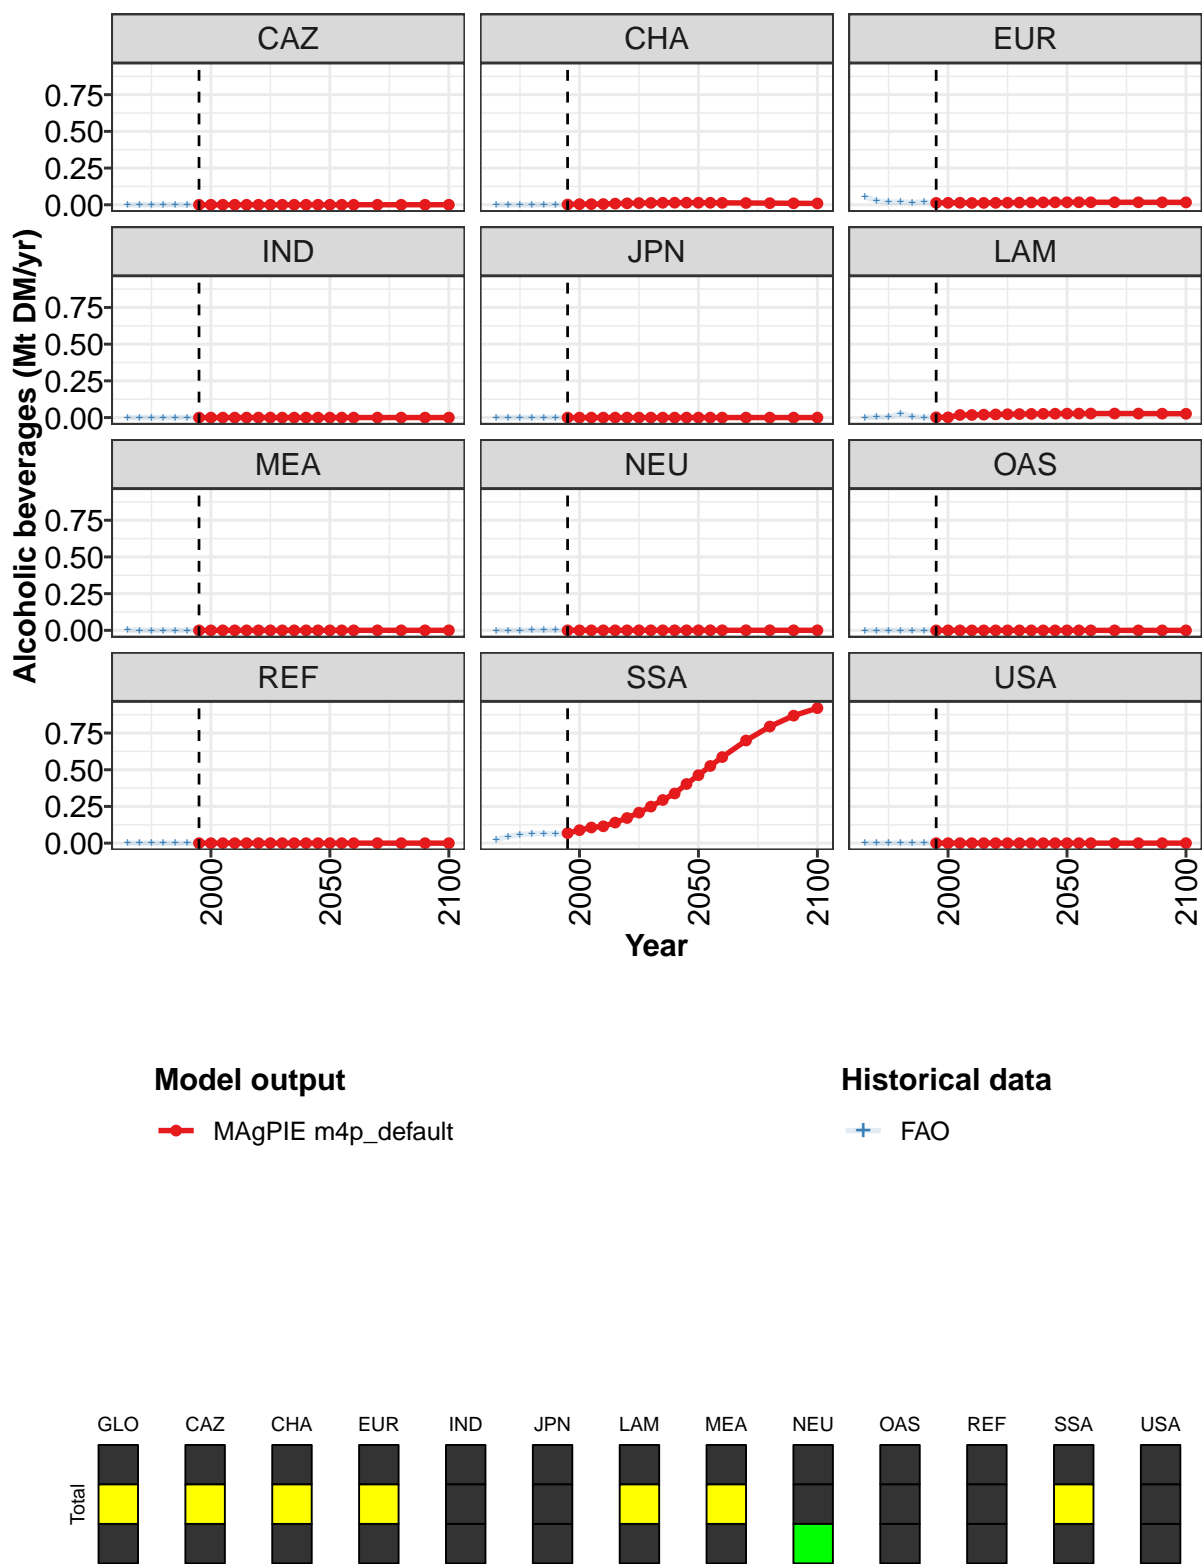 CAZ CHA EUR
0.75
0.50
0.25
0.00
IND JPN LAM
0.75
0.50
0.25
0.00
MEA NEU OAS
0.75
0.50
0.25
0.00
REF SSA USA
0.75
0.50
0.25
0.00
Alcoholic beverages (Mt DM/yr)
2000 2050 2100 2000 2050 2100 2000 2050 2100
Year
Model output Historical data
MAgPIE m4p_default FAO
GLO CAZ CHA EUR IND JPN LAM MEA NEU OAS REF SSA USA
Total